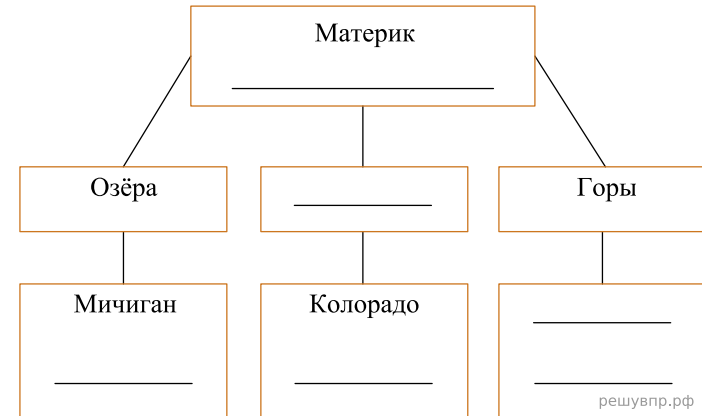 Материк
Озёра
Горы
Мичиган
Колорадо
решувпр.рф